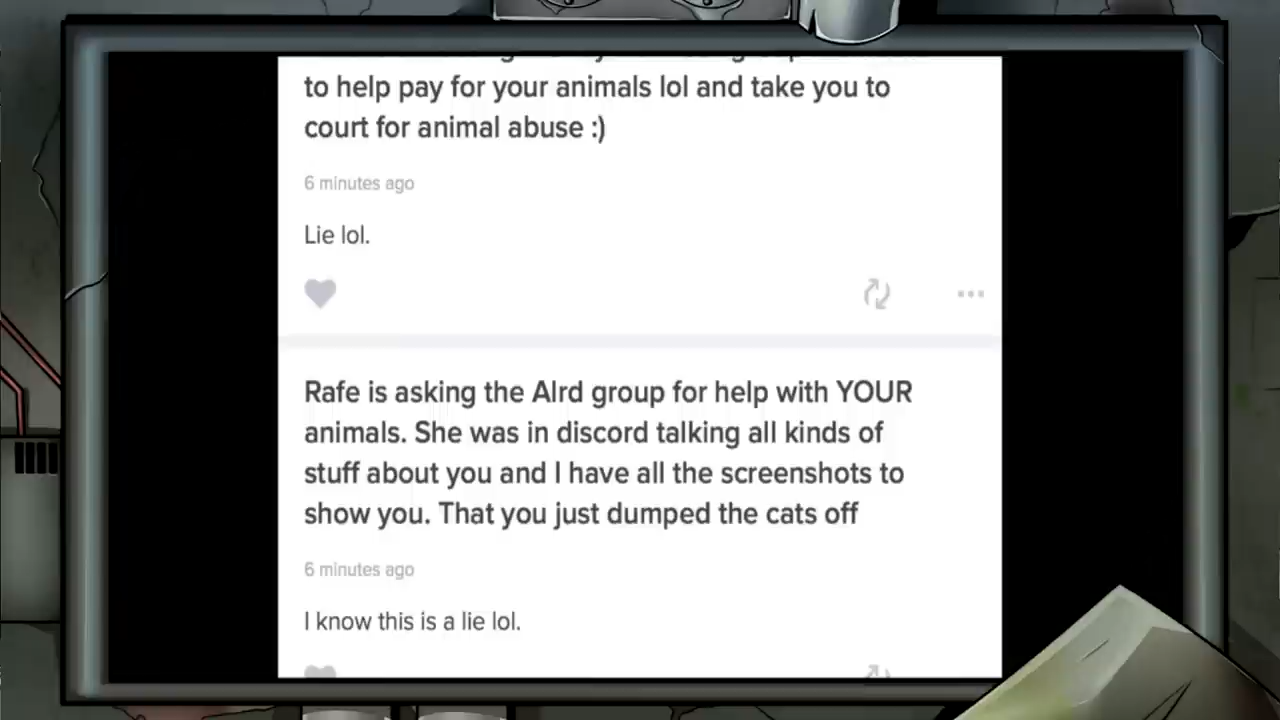 to help pay for your animals lol and take you to
court for animal abuse :)
6 minutes ago
Lie lol.
Rafe is asking the Alrd group for help with YOUR
animals. She was in discord talking all kinds of
stuff about you and I have all the screenshots to
show you. That you just dumped the cats off
6 minutes ago
I know this is a lie lol.